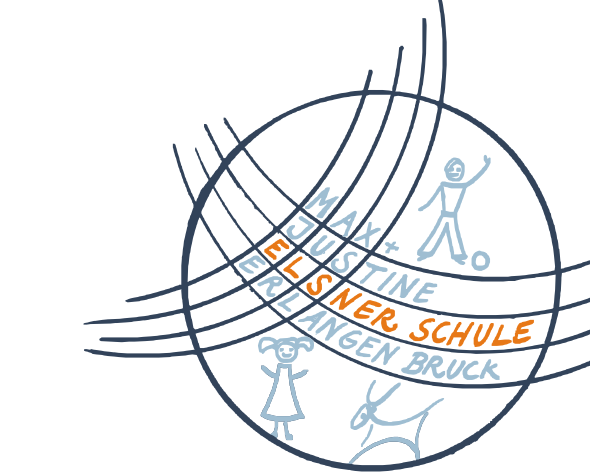 MAX+
JUSTINE
ELSNER SCHULE
ERLANGEN BRUCK